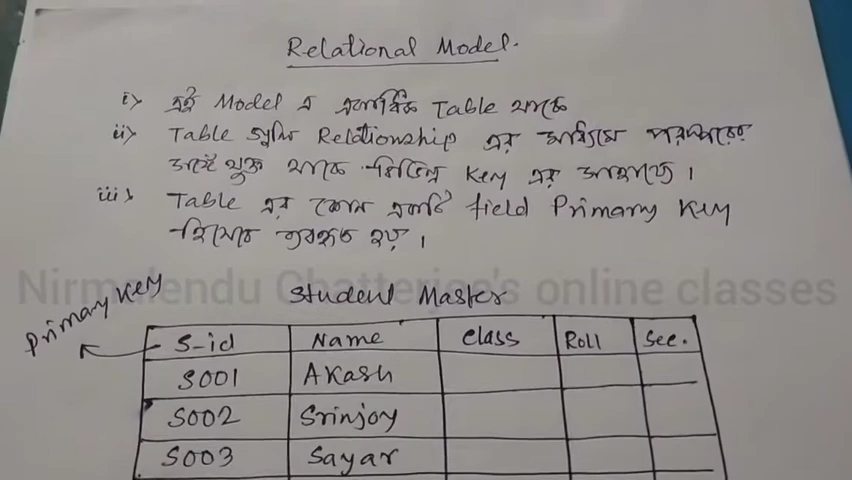 Relational Model.
i> এই Model এ একাধিক Table থাকে
ii> Table গুলি Relationship এর মাধ্যমে পরস্পরের
সঙ্গে যুক্ত থাকে বিভিন্ন Key এর সাহায্যে।
iii> Table এর কোন একটি field Primary Key
হিসেবে ব্যবহৃত হয়।
Nirmalendu Chatterjee's online classes
Student Master
Primary Key
S-id Name Class Roll Sec.
S001 Akash
S002 Srinjoy
S003 Sayar